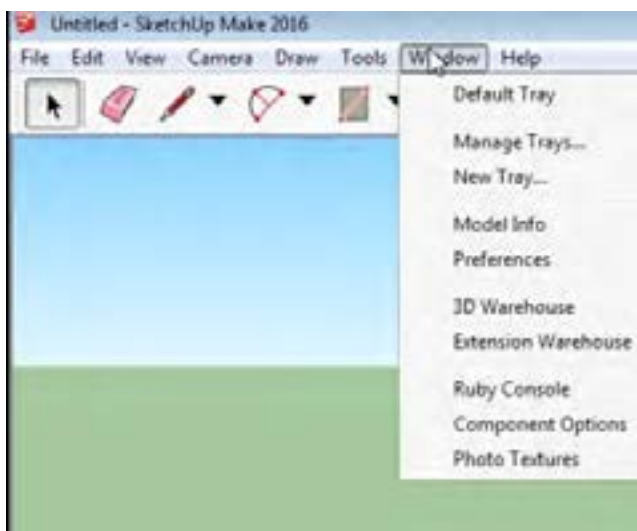 Untitled - SketchUp Make 2016
File Edit View Camera Draw Tools Window Help
Default Tray
Manage Trays...
New Tray...
Model Info
Preferences
3D Warehouse
Extension Warehouse
Ruby Console
Component Options
Photo Textures